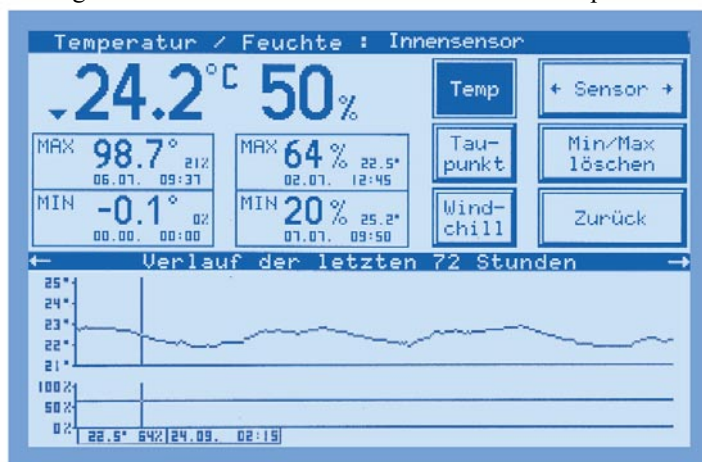 Temperatur / Feuchte : Innensensor
24.2°C 50%
Temp
← Sensor →
MAX 98.7° 21%
06.07. 09:37
MAX 64% 22.5°
02.07. 12:45
Tau-
punkt
Min/Max
löschen
MIN -0.1° 0%
00.00. 00:00
MIN 20% 25.2°
07.07. 09:50
Wind-
chill
Zurück
← Verlauf der letzten 72 Stunden →
25°
24°
23°
22°
21°
100%
50%
0%
22.5° 64% 24.09. 02:15